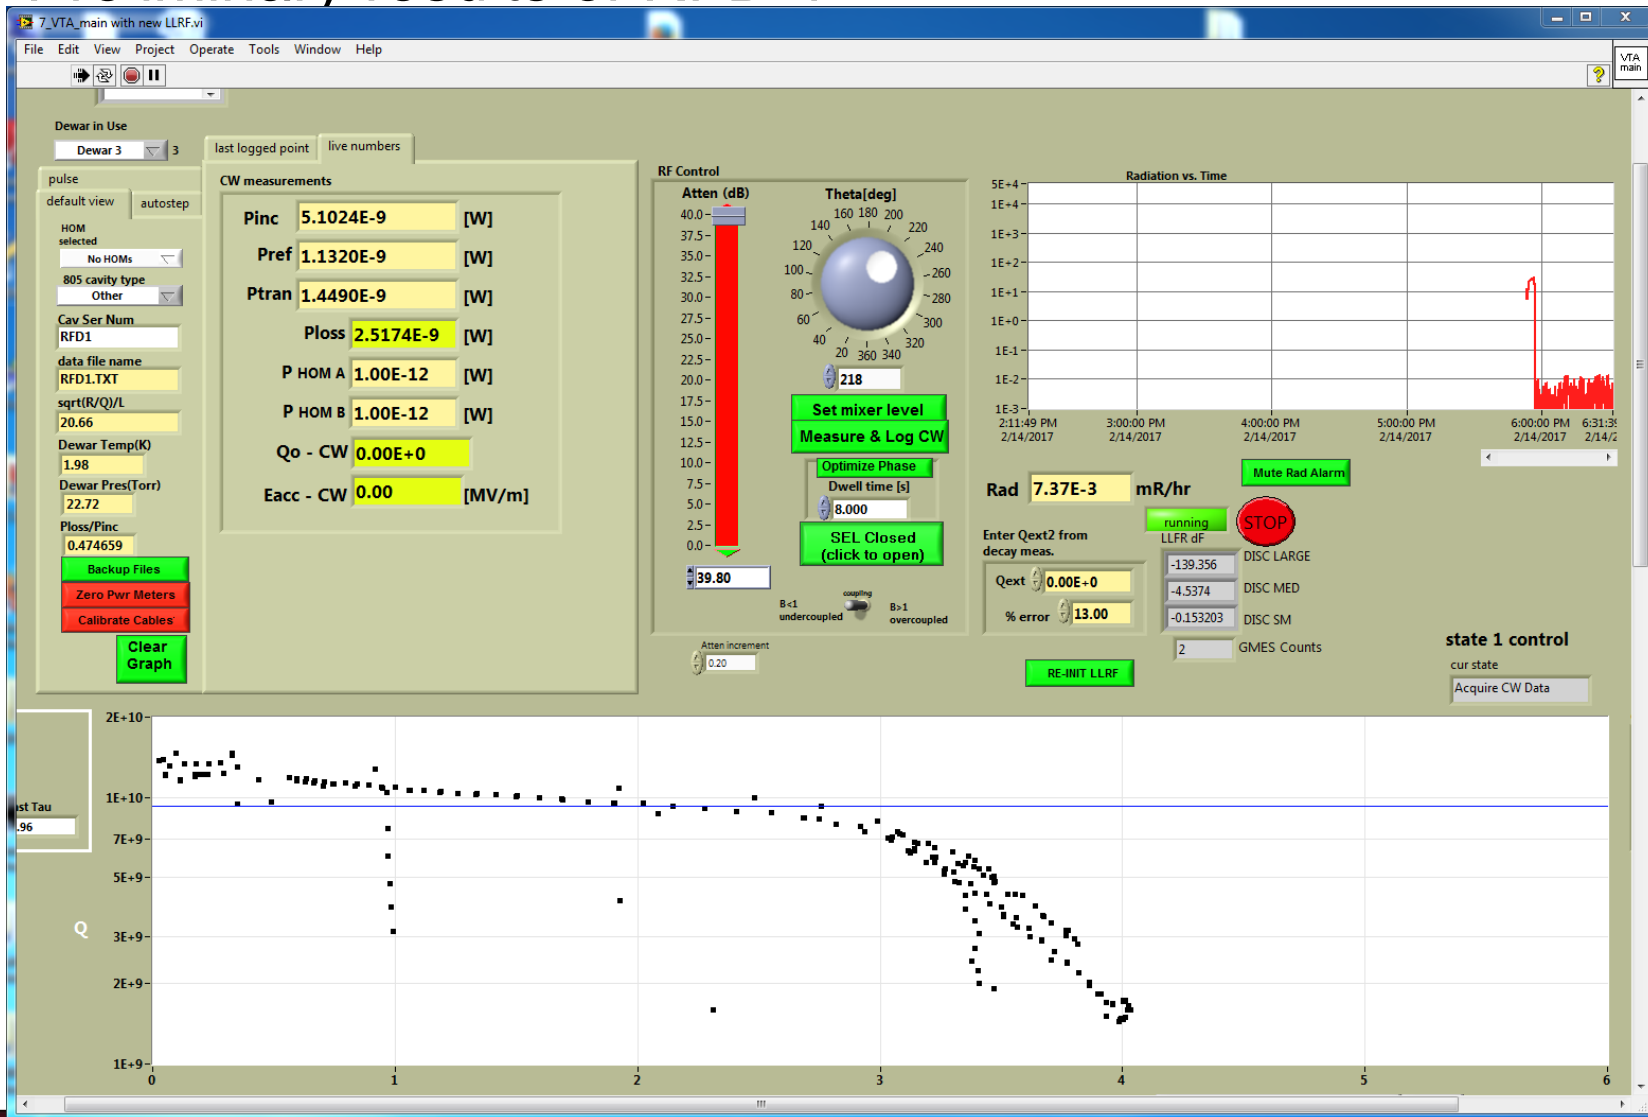 7_VTA_main with new LLRF.vi
File Edit View Project Operate Tools Window Help
VTA
main
Dewar in Use
Dewar 3 3
pulse
default view autostep
HOM
selected
No HOMs
805 cavity type
Other
Cav Ser Num
RFD1
data file name
RFD1.TXT
sqrt(R/Q)/L
20.66
Dewar Temp(K)
1.98
Dewar Pres(Torr)
22.72
Ploss/Pinc
0.474659
Backup Files
Zero Pwr Meters
Calibrate Cables
Clear
Graph
last logged point live numbers
CW measurements
Pinc 5.1024E-9 [W]
Pref 1.1320E-9 [W]
Ptran 1.4490E-9 [W]
Ploss 2.5174E-9 [W]
P HOM A 1.00E-12 [W]
P HOM B 1.00E-12 [W]
Qo - CW 0.00E+0
Eacc - CW 0.00 [MV/m]
RF Control
Atten (dB)
40.0
37.5
35.0
32.5
30.0
27.5
25.0
22.5
20.0
17.5
15.0
12.5
10.0
7.5
5.0
2.5
0.0
39.80
Theta[deg]
160 180 200
140 220
120 240
100 260
80 280
60 300
40 320
20 360 340
218
Set mixer level
Measure & Log CW
Optimize Phase
Dwell time [s]
8.000
SEL Closed
(click to open)
coupling
B<1
undercoupled
B>1
overcoupled
Atten increment
0.20
Radiation vs. Time
5E+4
1E+4
1E+3
1E+2
1E+1
1E+0
1E-1
1E-2
1E-3
2:11:49 PM 3:00:00 PM 4:00:00 PM 5:00:00 PM 6:00:00 PM 6:31:39
2/14/2017 2/14/2017 2/14/2017 2/14/2017 2/14/2017 2/14/2
Mute Rad Alarm
Rad 7.37E-3 mR/hr
running
STOP
Enter Qext2 from
decay meas.
Qext 0.00E+0
% error 13.00
LLFR dF
-139.356 DISC LARGE
-4.5374 DISC MED
-0.153203 DISC SM
2 GMES Counts
RE-INIT LLRF
state 1 control
cur state
Acquire CW Data
ast Tau
.96
Q
2E+10
1E+10
7E+9
5E+9
3E+9
2E+9
1E+9
0 1 2 3 4 5 6